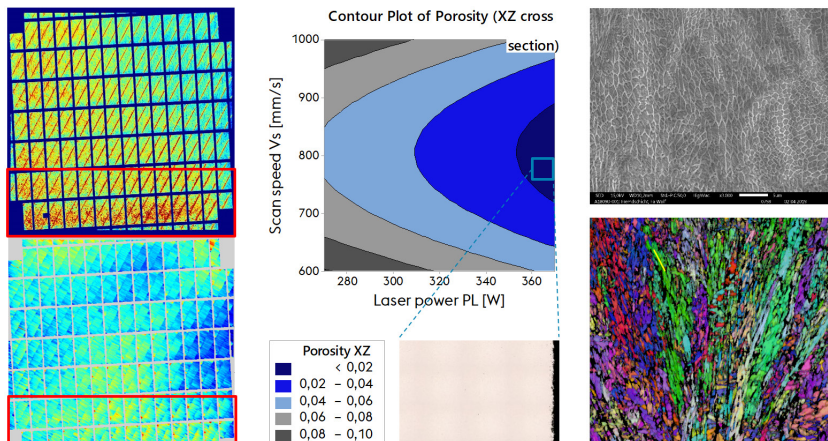 Contour Plot of Porosity (XZ cross
section)
Scan speed Vs [mm/s]
1000
900
800
700
600
280
300
320
340
360
Laser power PL [W]
Porosity XZ
< 0,02
0,02 – 0,04
0,04 – 0,06
0,06 – 0,08
0,08 – 0,10